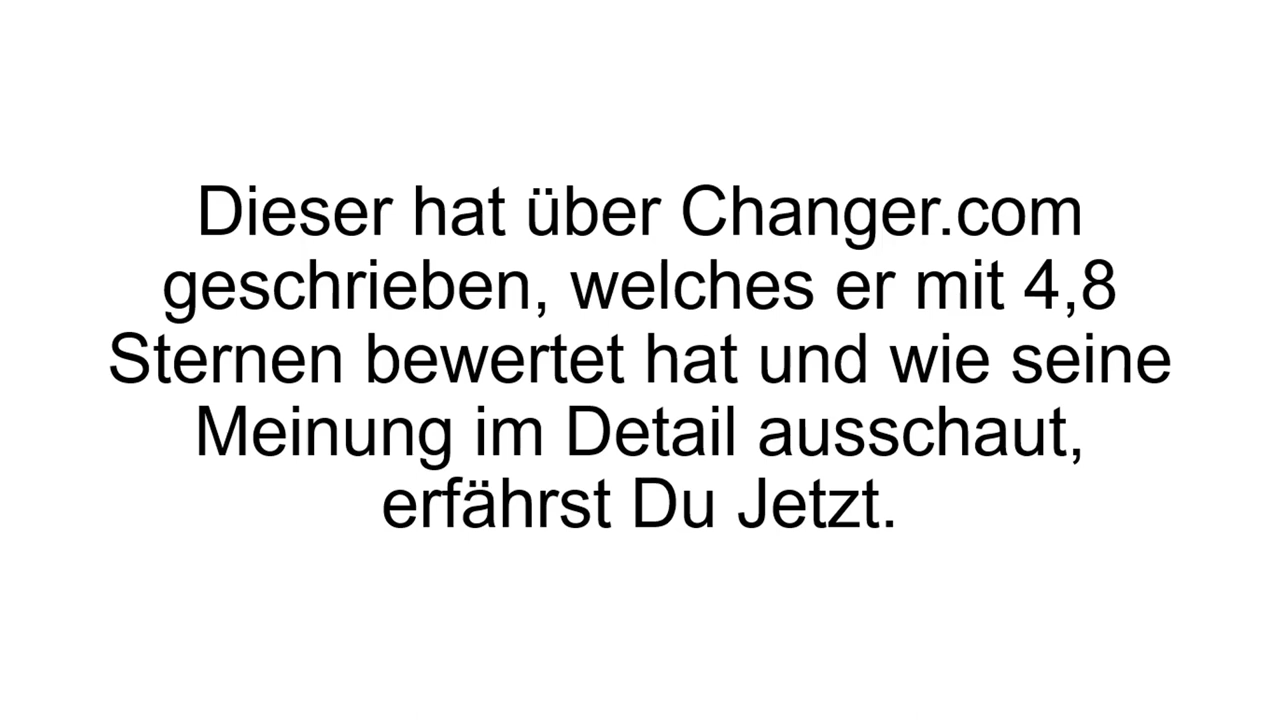 Dieser hat über Changer.com
geschrieben, welches er mit 4,8
Sternen bewertet hat und wie seine
Meinung im Detail ausschaut,
erfährst Du Jetzt.